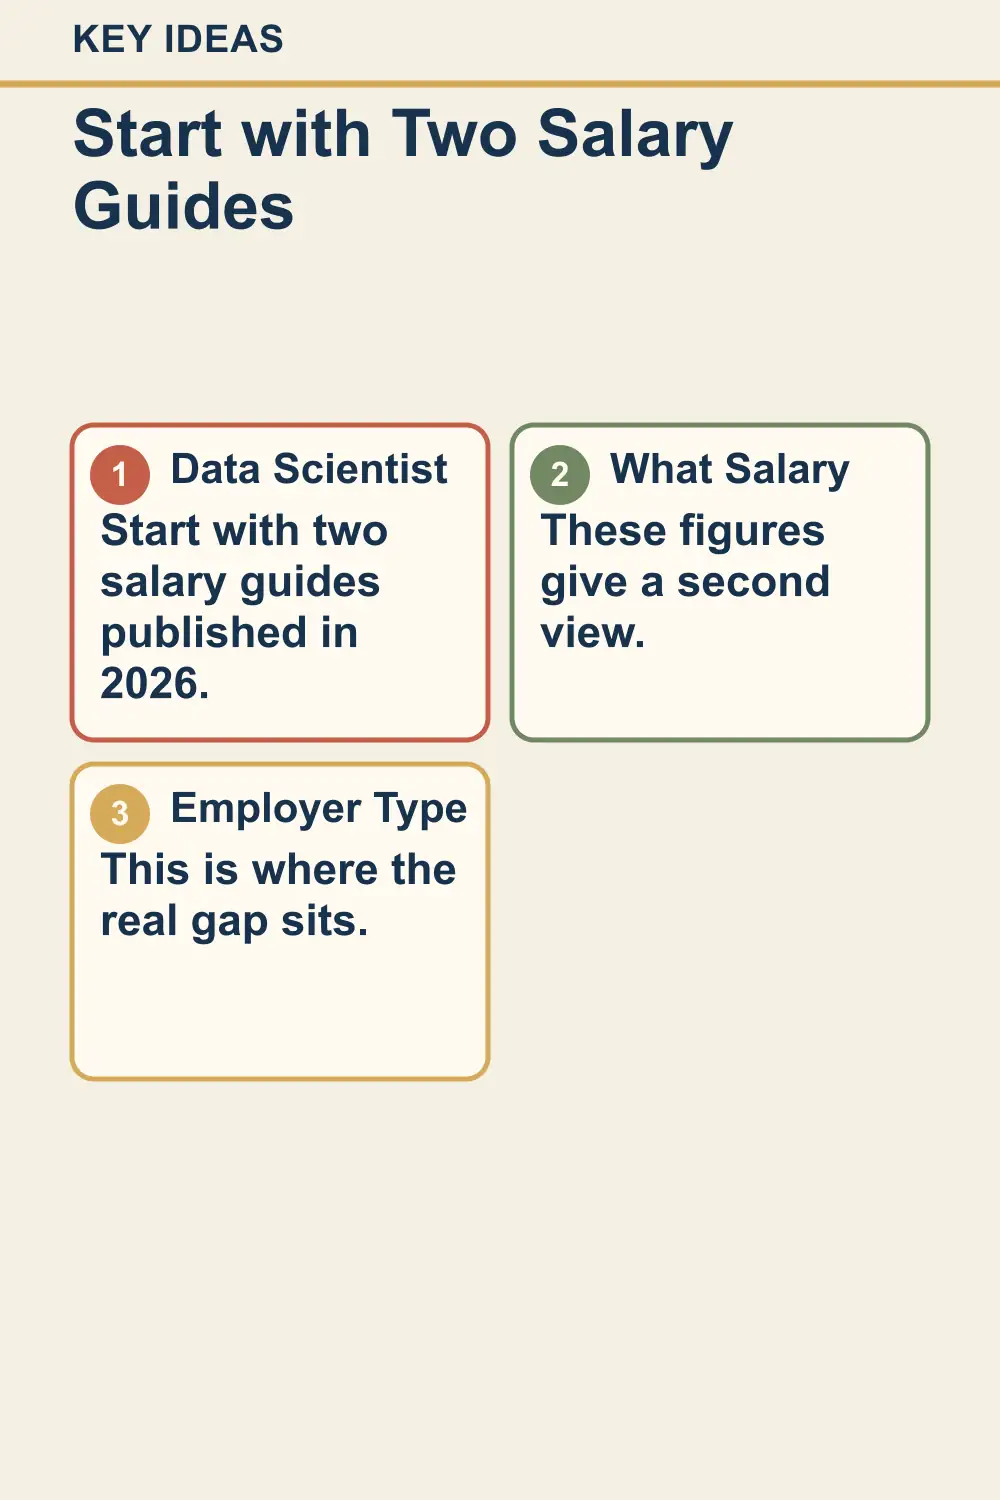 KEY IDEAS
Start with Two Salary
Guides
1 Data Scientist
Start with two
salary guides
published in
2026.
2 What Salary
These figures
give a second
view.
3 Employer Type
This is where the
real gap sits.